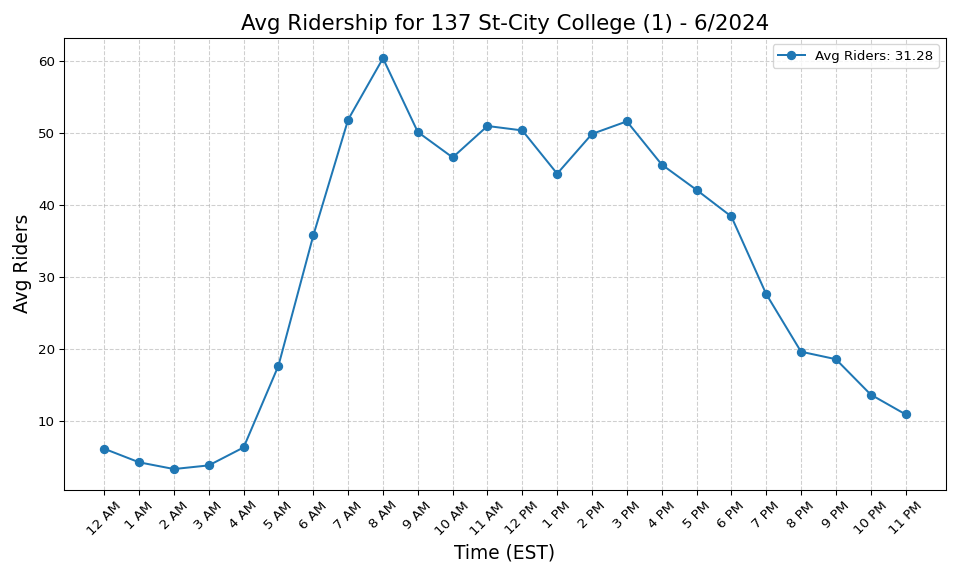 Avg Ridership for 137 St-City College (1) - 6/2024
Avg Riders: 31.28
Avg Riders
60
50
40
30
20
10
12 AM
1 AM
2 AM
3 AM
4 AM
5 AM
6 AM
7 AM
8 AM
9 AM
10 AM
11 AM
12 PM
1 PM
2 PM
3 PM
4 PM
5 PM
6 PM
7 PM
8 PM
9 PM
10 PM
11 PM
Time (EST)